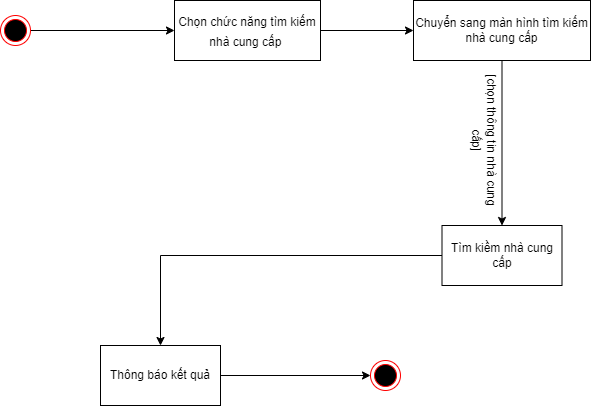 Chọn chức năng tìm kiếm
nhà cung cấp
Chuyển sang màn hình tìm kiếm
nhà cung cấp
[chọn thông tin nhà cung
cấp]
Tìm kiềm nhà cung
cấp
Thông báo kết quả